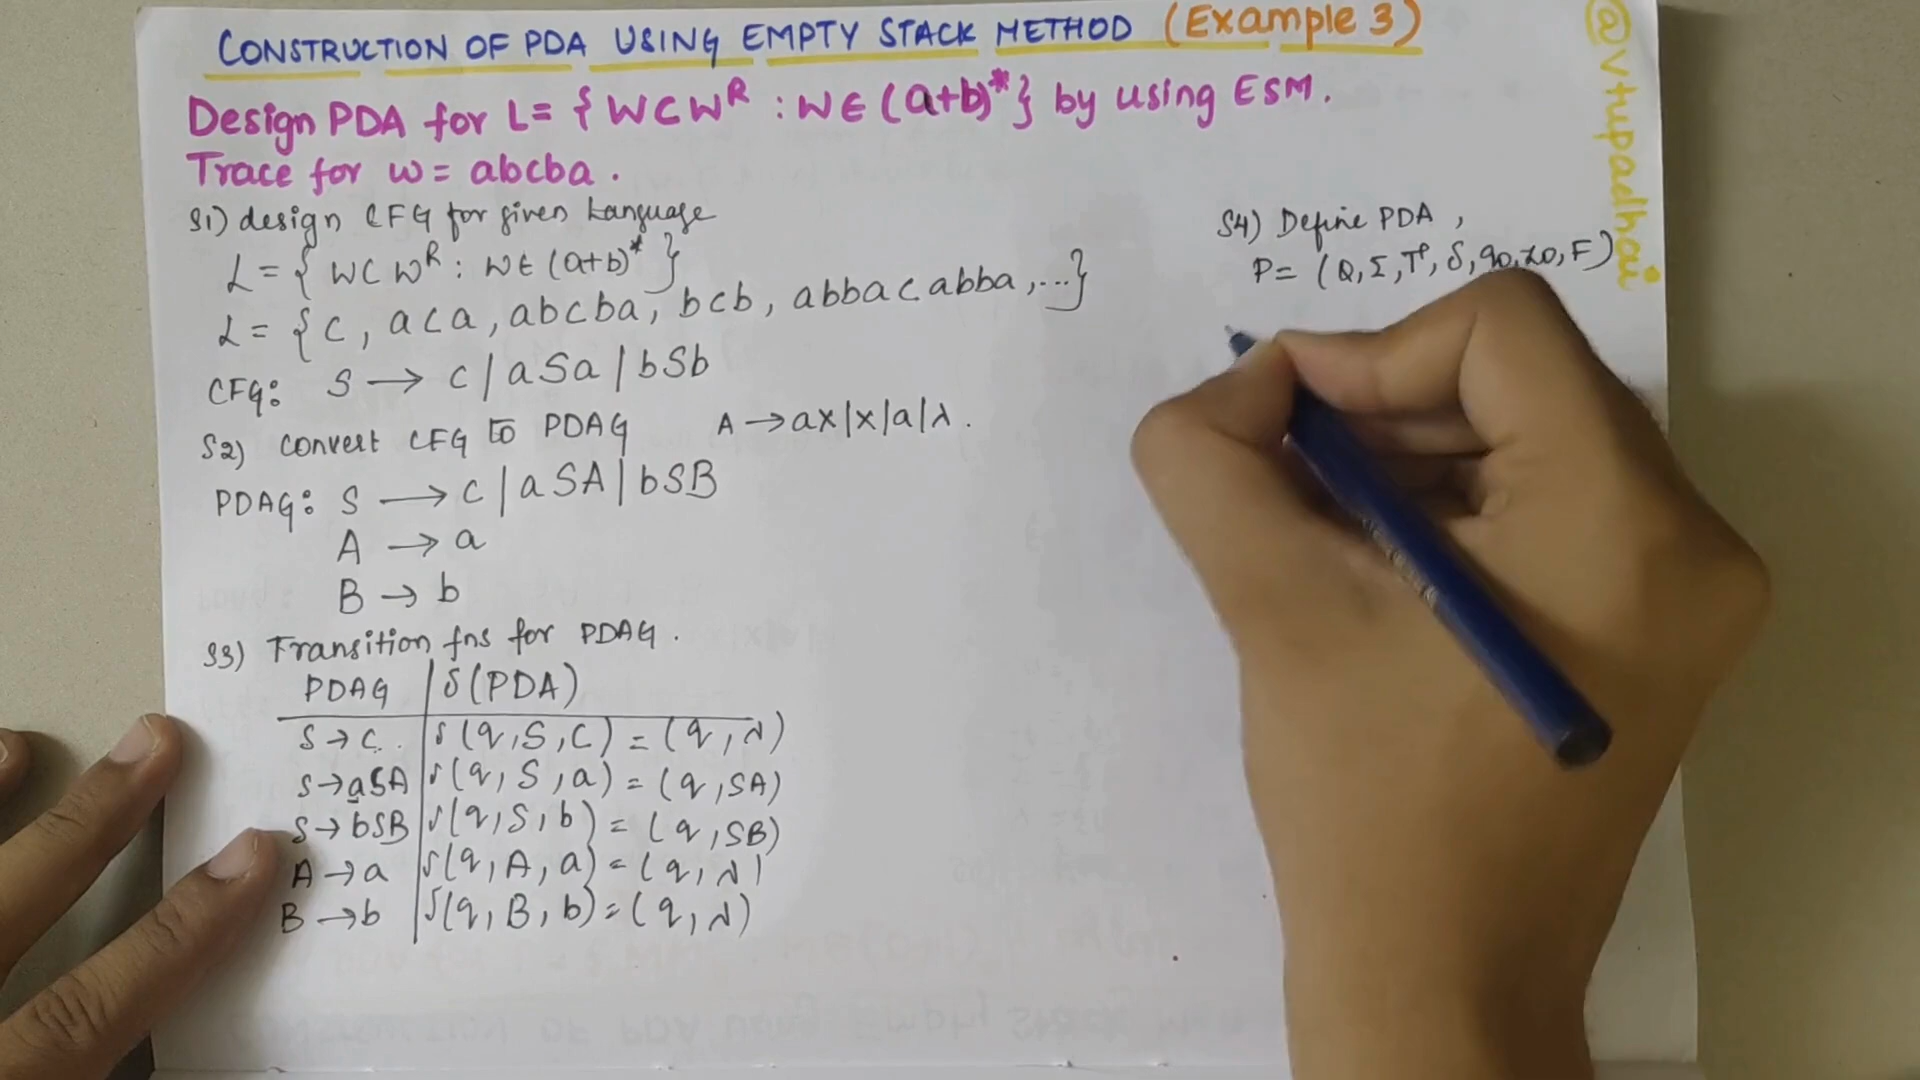 CONSTRUCTION OF PDA USING EMPTY STACK METHOD (Example 3)
Design PDA for L= {WCW^R : WE (a+b)*} by using ESM.
Trace for w= abcba.
S1) design CFG for given Language
L = { WCW^R : WE (a+b)* }
L = {C, aca, abcba, bcb, abbacabba,...}
CFG: S → C | aSa | bSb
S2) Convert CFG to PDAG A → ax|x|a|λ.
PDAG: S → C | aSA | bSB
A → a
B → b
S3) Transition fns for PDAG.
PDAG | δ(PDA)
S → C. | δ(q,S,C) = (q,λ)
S → aSA | δ(q,S,a) = (q,SA)
S → bSB | δ(q,S,b) = (q,SB)
A → a | δ(q,A,a) = (q,λ)
B → b | δ(q,B,b) = (q,λ)
S4) Define PDA,
P= (Q,Σ,Γ,δ,q0,z0,F)
@vtupadhai